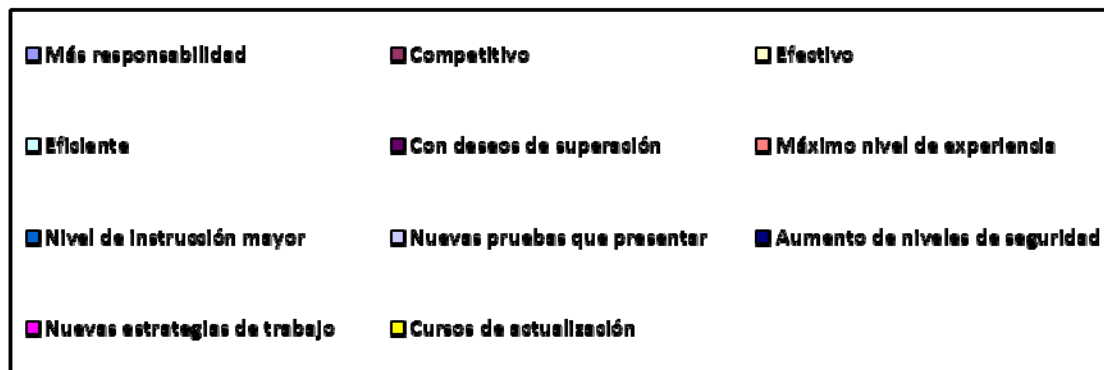 Más responsabilidad Competitivo Efectivo
Eficiente Con deseos de superación Máximo nivel de experiencia
Nivel de instrucción mayor Nuevas pruebas que presentar Aumento de niveles de seguridad
Nuevas estrategias de trabajo Cursos de actualización